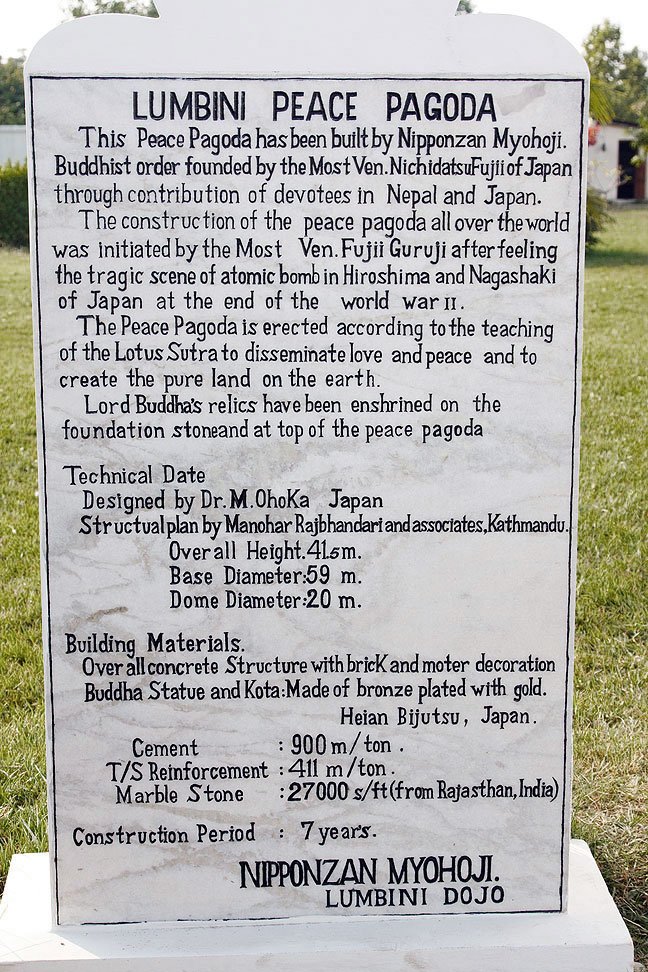 LUMBINI PEACE PAGODA
This Peace Pagoda has been built by Nipponzan Myohoji.
Buddhist order founded by the Most Ven. Nichidatsu Fujii of Japan
through contribution of devotees in Nepal and Japan.
The construction of the peace pagoda all over the world
was initiated by the Most Ven. Fujii Guruji after feeling
the tragic scene of atomic bomb in Hiroshima and Nagashaki
of Japan at the end of the world war II.
The Peace Pagoda is erected according to the teaching
of the Lotus Sutra to disseminate love and peace and to
create the pure land on the earth.
Lord Buddha's relics have been enshrined on the
foundation stoneand at top of the peace pagoda
Technical Date
Designed by Dr. M. OhoKa Japan
Structual plan by Manohar Rajbhandari and associates, Kathmandu.
Over all Height. 41.5m.
Base Diameter: 59 m.
Dome Diameter: 20 m.
Building Materials.
Over all concrete Structure with bricK and moter decoration
Buddha Statue and Kota: Made of bronze plated with gold.
Heian Bijutsu, Japan.
Cement : 900 m/ton .
T/S Reinforcement : 411 m/ton.
Marble Stone : 27000 s/ft (from Rajasthan, India)
Construction Period : 7 years.
NIPPONZAN MYOHOJI.
LUMBINI DOJO